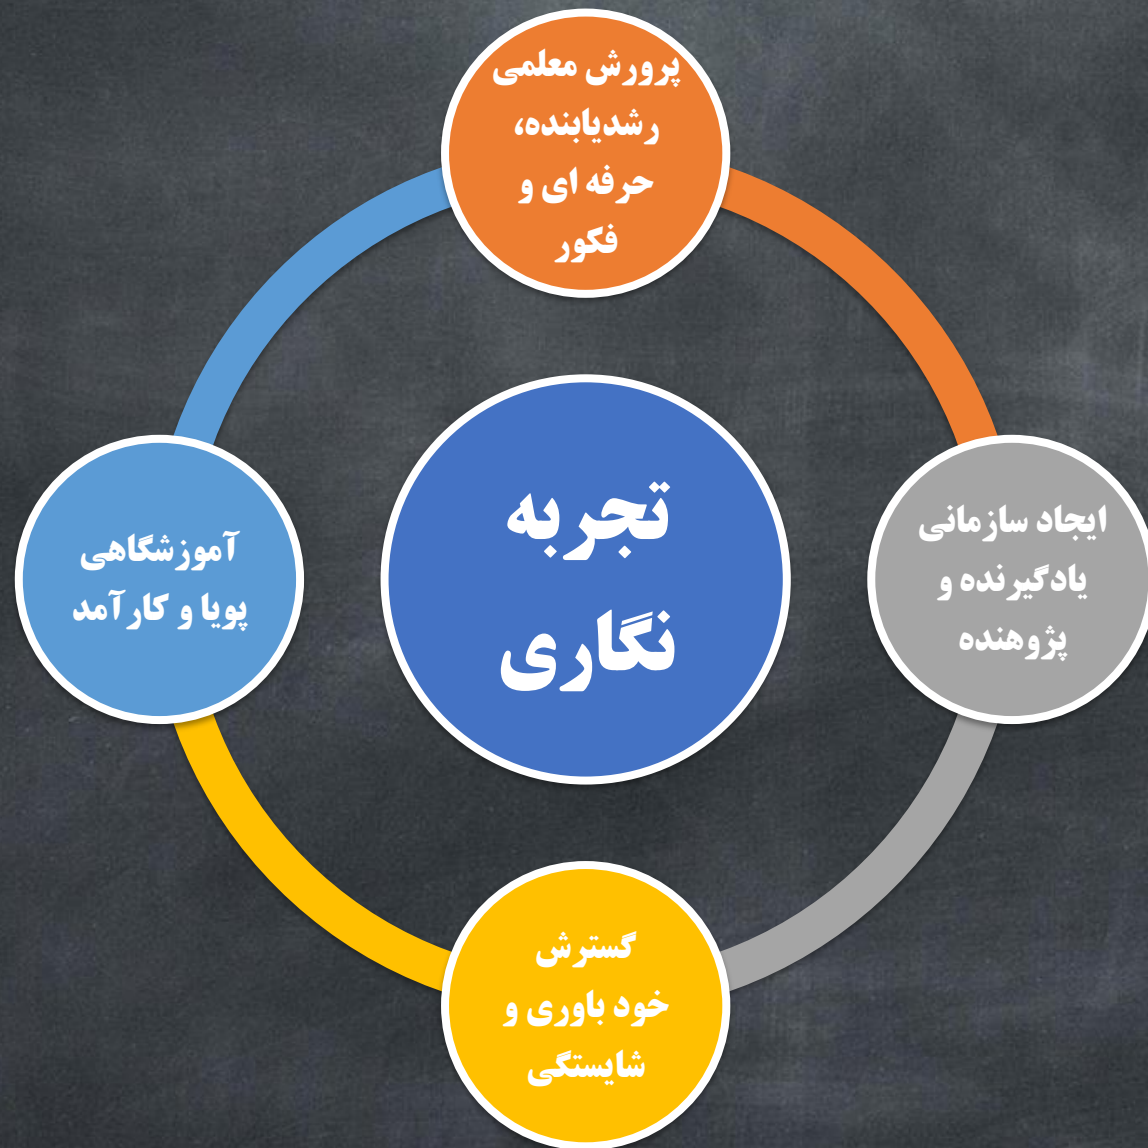 پرورش معلمی
رشدیابنده،
حرفه ای و
فکور
تجربه
نگاری
ایجاد سازمانی
یادگیرنده و
پژوهنده
آموزشگاهی
پویا و کارآمد
گسترش
خود باوری و
شایستگی